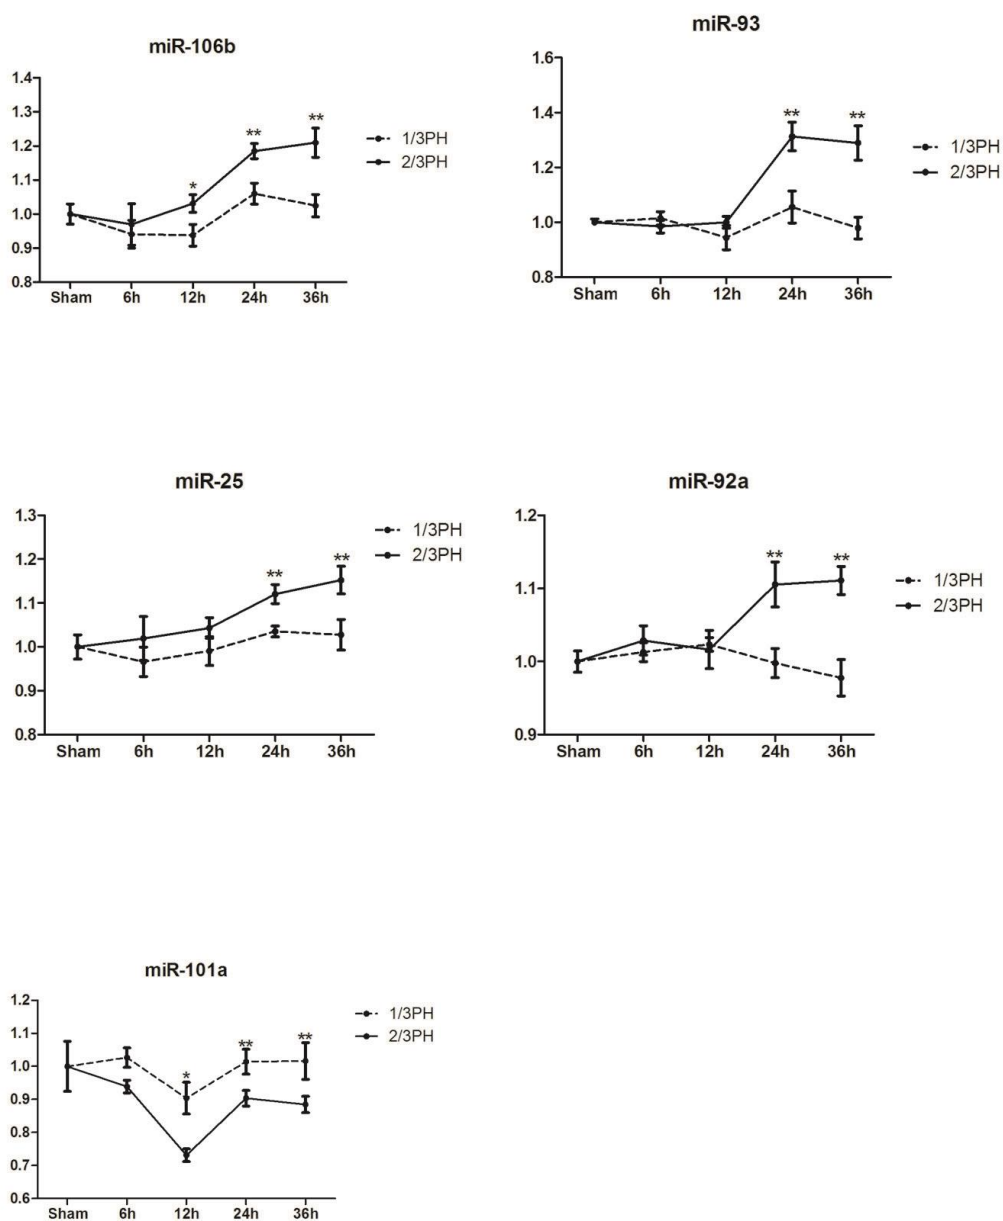 miR-106b
1.4
1.3
1.2
1.1
1.0
0.9
0.8
*
**
**
Sham 6h 12h 24h 36h
1/3PH
2/3PH
miR-93
1.6
1.4
1.2
1.0
0.8
**
**
Sham 6h 12h 24h 36h
1/3PH
2/3PH
miR-25
1.3
1.2
1.1
1.0
0.9
0.8
**
**
Sham 6h 12h 24h 36h
1/3PH
2/3PH
miR-92a
1.2
1.1
1.0
0.9
**
**
Sham 6h 12h 24h 36h
1/3PH
2/3PH
miR-101a
1.2
1.1
1.0
0.9
0.8
0.7
0.6
*
**
**
Sham 6h 12h 24h 36h
1/3PH
2/3PH